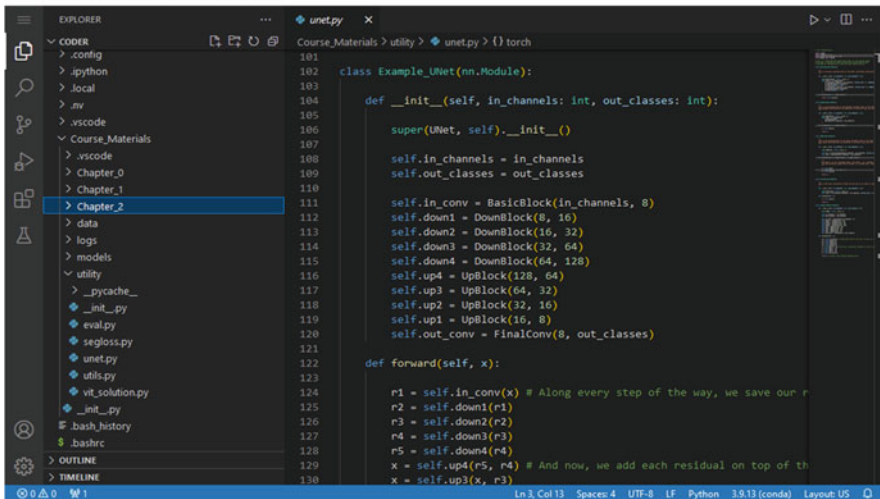 EXPLORER
unet.py
CODER
Course_Materials > utility > unet.py > {} torch
.config
.ipython
.local
.nv
.vscode
Course_Materials
.vscode
Chapter_0
Chapter_1
Chapter_2
data
logs
models
utility
__pycache__
__init__.py
eval.py
segloss.py
unet.py
utils.py
vit_solution.py
__init__.py
.bash_history
$ .bashrc
OUTLINE
TIMELINE
101
102 class Example_UNet(nn.Module):
103
104 def __init__(self, in_channels: int, out_classes: int):
105
106 super(UNet, self).__init__()
107
108 self.in_channels = in_channels
109 self.out_classes = out_classes
110
111 self.in_conv = BasicBlock(in_channels, 8)
112 self.down1 = DownBlock(8, 16)
113 self.down2 = DownBlock(16, 32)
114 self.down3 = DownBlock(32, 64)
115 self.down4 = DownBlock(64, 128)
116 self.up4 = UpBlock(128, 64)
117 self.up3 = UpBlock(64, 32)
118 self.up2 = UpBlock(32, 16)
119 self.up1 = UpBlock(16, 8)
120 self.out_conv = FinalConv(8, out_classes)
121
122 def forward(self, x):
123
124 r1 = self.in_conv(x) # Along every step of the way, we save our r
125 r2 = self.down1(r1)
126 r3 = self.down2(r2)
127 r4 = self.down3(r3)
128 r5 = self.down4(r4)
129 x = self.up4(r5, r4) # And now, we add each residual on top of th
130 x = self.up3(x, r3)
0 0 1 Ln 3, Col 13 Spaces: 4 UTF-8 LF Python 3.9.13 (conda) Layout: US